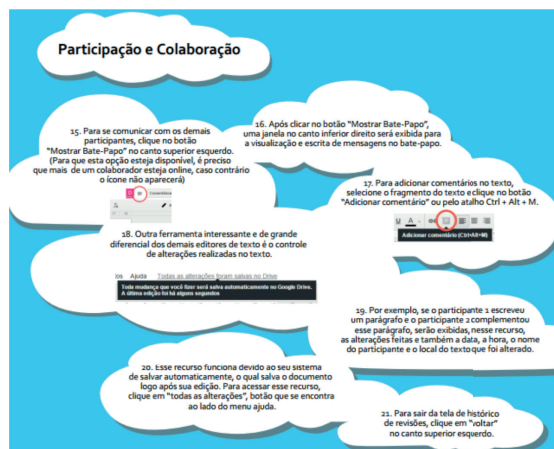 Participação e Colaboração
15. Para se comunicar com os demais
participantes, clique no botão
"Mostrar Bate-Papo" no canto superior esquerdo.
(Para que esta opção esteja disponível, é preciso
que mais de um colaborador esteja online, caso contrário
o ícone não aparecerá)
Comentários
16. Após clicar no botão "Mostrar Bate-Papo",
uma janela no canto inferior direito será exibida para
a visualização e escrita de mensagens no bate-papo.
17. Para adicionar comentários no texto,
selecione o fragmento do texto e clique no botão
"Adicionar comentário" ou pelo atalho Ctrl + Alt + M.
U A
Adicionar comentário (Ctrl+Alt+M)
18. Outra ferramenta interessante e de grande
diferencial dos demais editores de texto é o controle
de alterações realizadas no texto.
Ajuda Todas as alterações foram salvas no Drive
Toda mudança que você fizer será salva automaticamente no Google Drive.
A última edição foi há alguns segundos
19. Por exemplo, se o participante 1 escreveu
um parágrafo e o participante 2 complementou
esse parágrafo, serão exibidas, nesse recurso,
as alterações feitas e também a data, a hora, o nome
do participante e o local do texto que foi alterado.
20. Esse recurso funciona devido ao seu sistema
de salvar automaticamente, o qual salva o documento
logo após sua edição. Para acessar esse recurso,
clique em "todas as alterações", botão que se encontra
ao lado do menu ajuda.
21. Para sair da tela de histórico
de revisões, clique em "voltar"
no canto superior esquerdo.